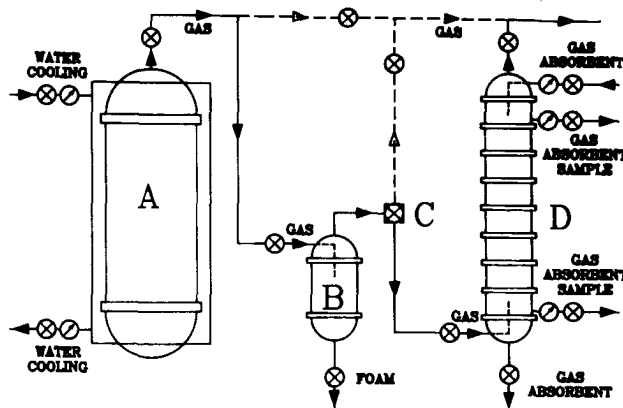 GAS
GAS
WATER
COOLING
GAS
ABSORBENT
GAS
ABSORBENT
SAMPLE
A
C
D
GAS
B
GAS
ABSORBENT
SAMPLE
GAS
WATER
COOLING
FOAM
GAS
ABSORBENT